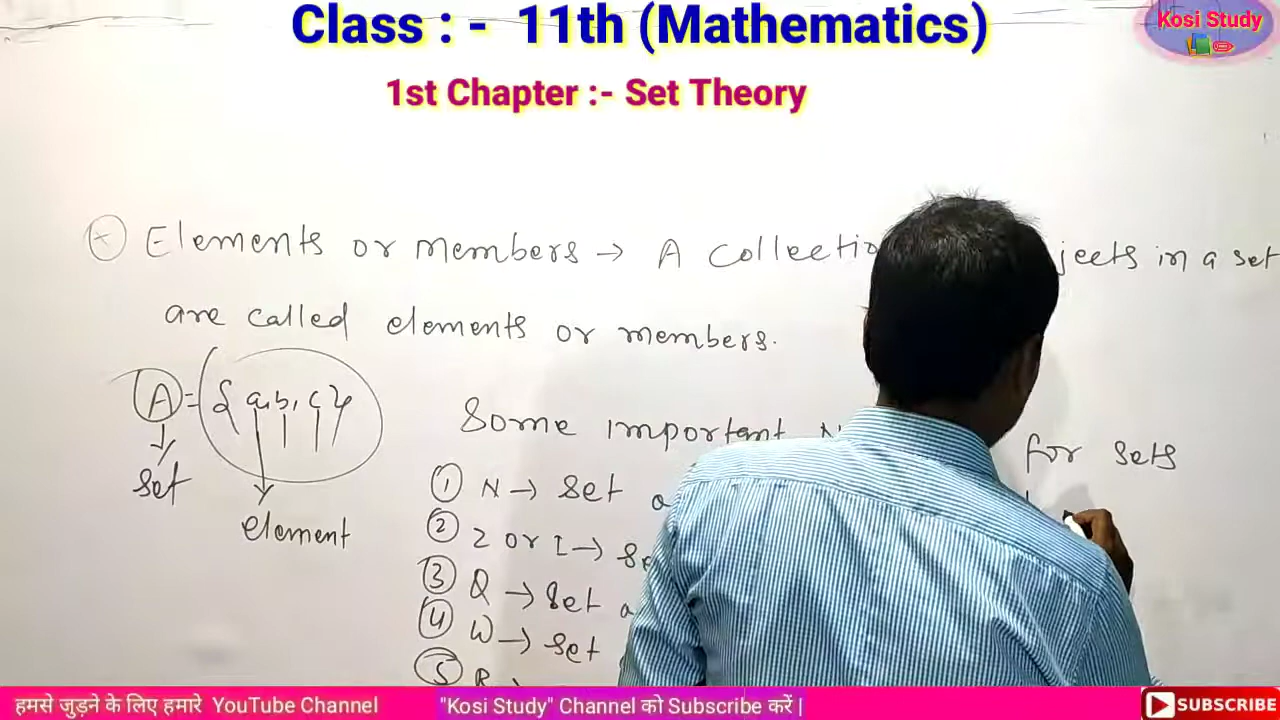 Class : - 11th (Mathematics)
Kosi Study
1st Chapter :- Set Theory
Elements or members → A collectio jects in a set
are called elements or members.
A = { a, b, c }
set
element
Some important N for sets
① N → Set o
② Z or I → Se
③ Q → Set o
④ W → Set
⑤ R →
हमसे जुड़ने के लिए हमारे YouTube Channel "Kosi Study" Channel को Subscribe करें |
SUBSCRIBE